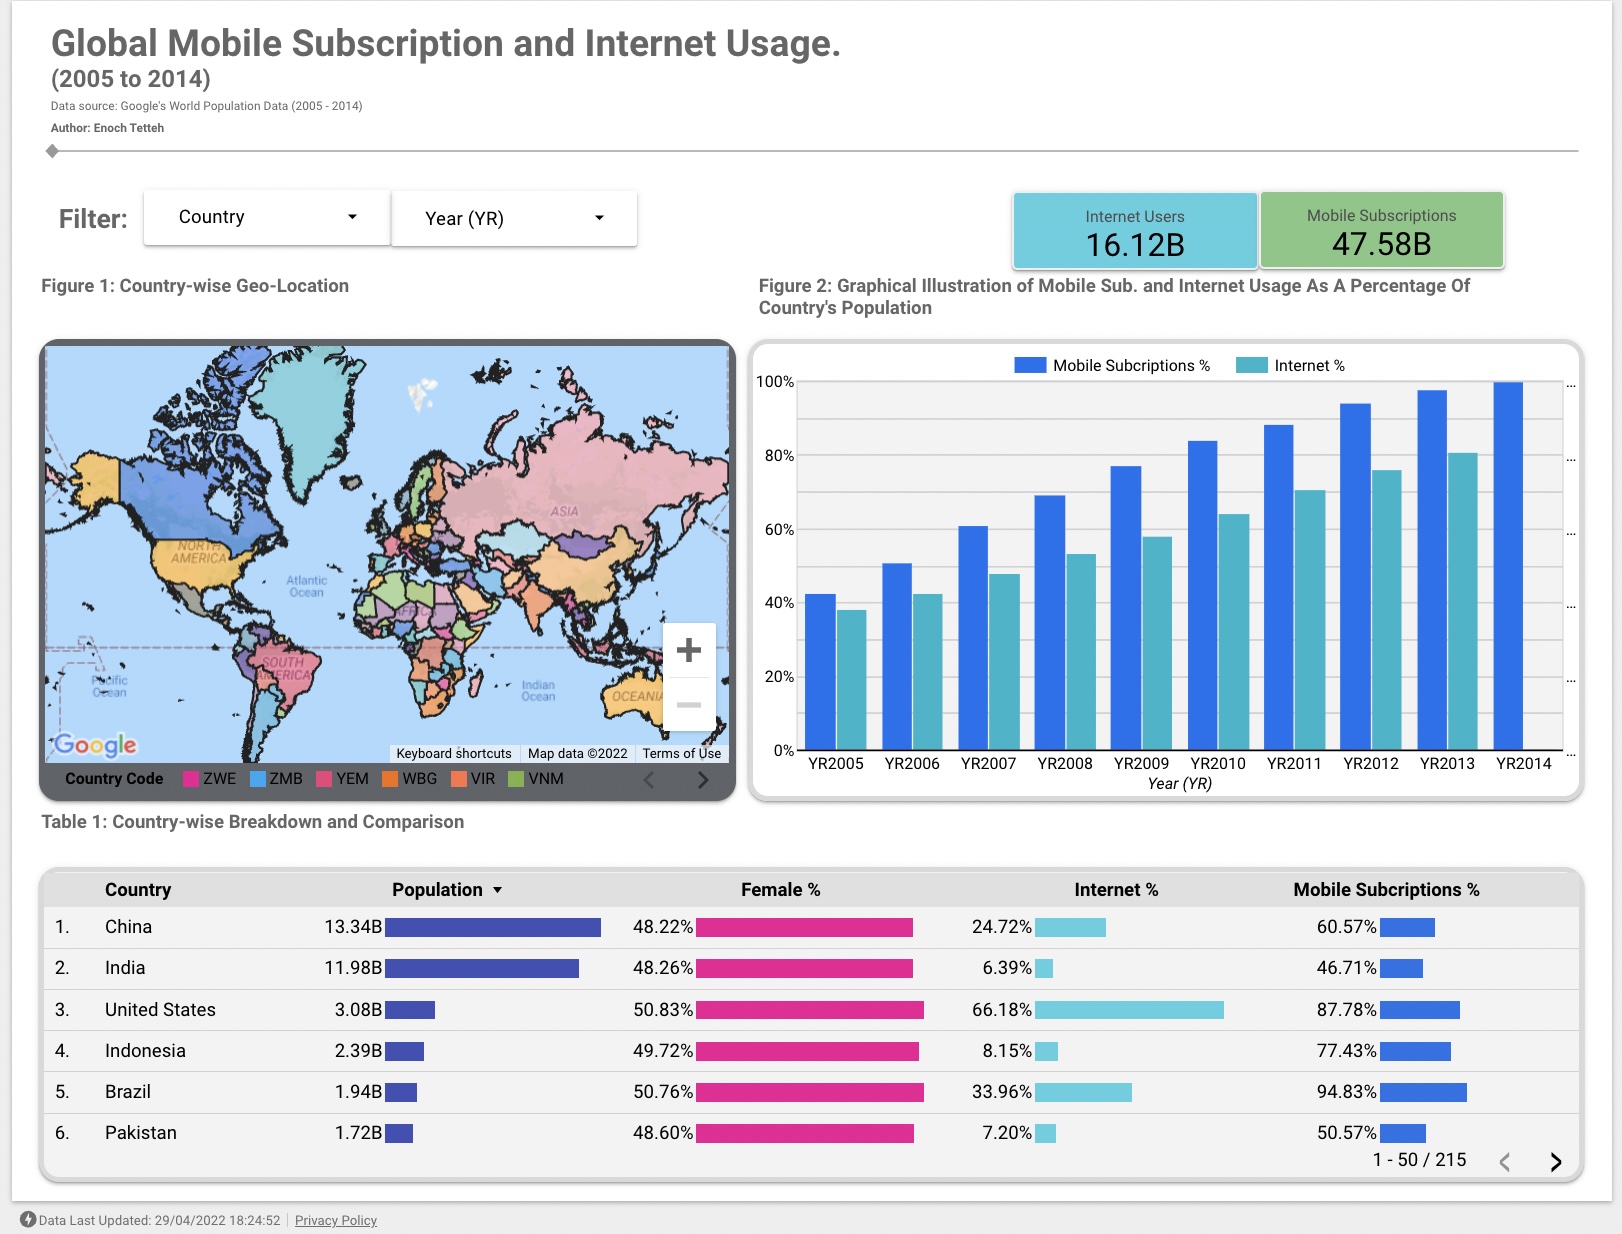 Global Mobile Subscription and Internet Usage.
(2005 to 2014)
Data source: Google's World Population Data (2005 - 2014)
Author: Enoch Tetteh
Filter:
Country
Year (YR)
Internet Users
16.12B
Mobile Subscriptions
47.58B
Figure 1: Country-wise Geo-Location
NORTH
AMERICA
ASIA
Atlantic
Ocean
AFRICA
SOUTH
AMERICA
Pacific
Ocean
Indian
Ocean
OCEANIA
Google
Keyboard shortcuts
Map data ©2022
Terms of Use
Country Code ZWE ZMB YEM WBG VIR VNM
Figure 2: Graphical Illustration of Mobile Sub. and Internet Usage As A Percentage Of
Country's Population
Mobile Subcriptions % Internet %
100% ...
80% ...
60% ...
40% ...
20% ...
0% ...
YR2005 YR2006 YR2007 YR2008 YR2009 YR2010 YR2011 YR2012 YR2013 YR2014
Year (YR)
Table 1: Country-wise Breakdown and Comparison
Country Population Female % Internet % Mobile Subcriptions %
1. China 13.34B 48.22% 24.72% 60.57%
2. India 11.98B 48.26% 6.39% 46.71%
3. United States 3.08B 50.83% 66.18% 87.78%
4. Indonesia 2.39B 49.72% 8.15% 77.43%
5. Brazil 1.94B 50.76% 33.96% 94.83%
6. Pakistan 1.72B 48.60% 7.20% 50.57%
1 - 50 / 215
Data Last Updated: 29/04/2022 18:24:52 Privacy Policy